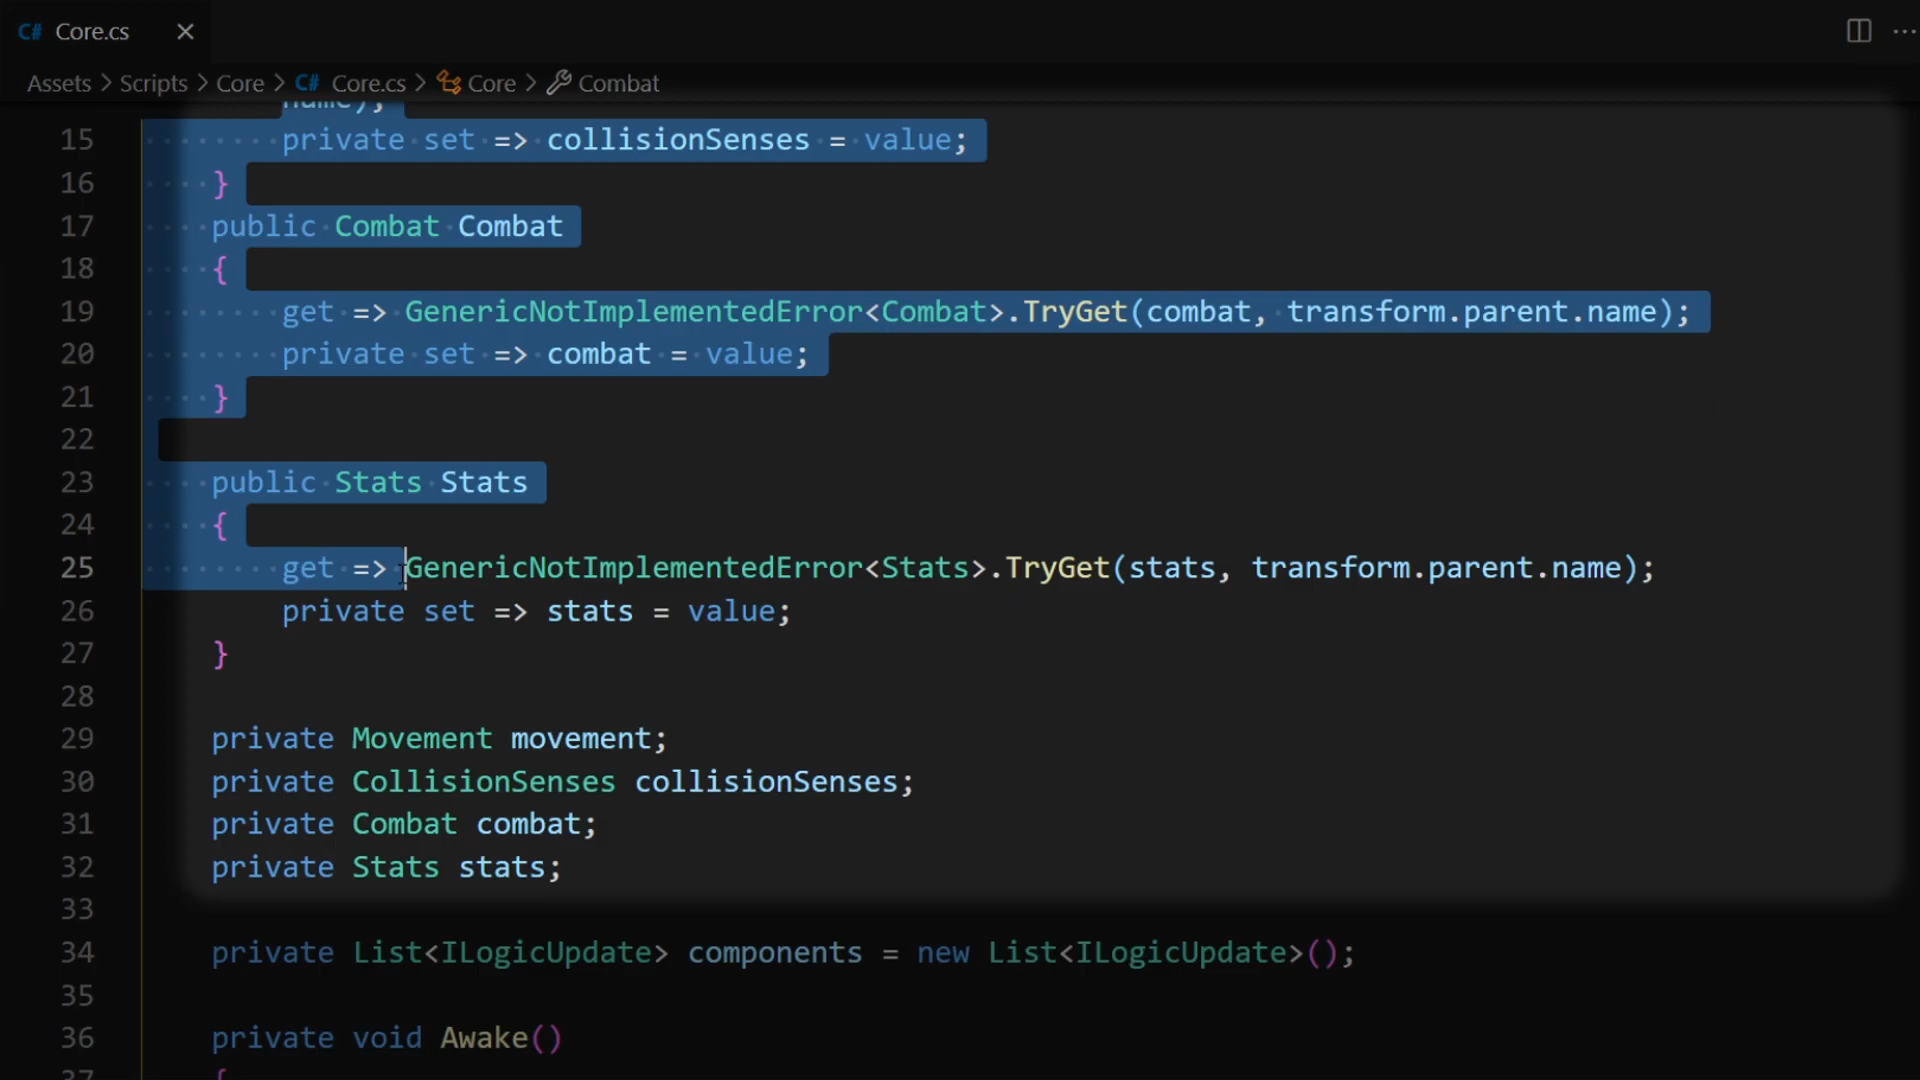 C# Core.cs ×
Assets > Scripts > Core > C# Core.cs > Core > Combat
name);
15 private set => collisionSenses = value;
16 }
17 public Combat Combat
18 {
19 get => GenericNotImplementedError<Combat>.TryGet(combat, transform.parent.name);
20 private set => combat = value;
21 }
22
23 public Stats Stats
24 {
25 get => GenericNotImplementedError<Stats>.TryGet(stats, transform.parent.name);
26 private set => stats = value;
27 }
28
29 private Movement movement;
30 private CollisionSenses collisionSenses;
31 private Combat combat;
32 private Stats stats;
33
34 private List<ILogicUpdate> components = new List<ILogicUpdate>();
35
36 private void Awake()
37 {